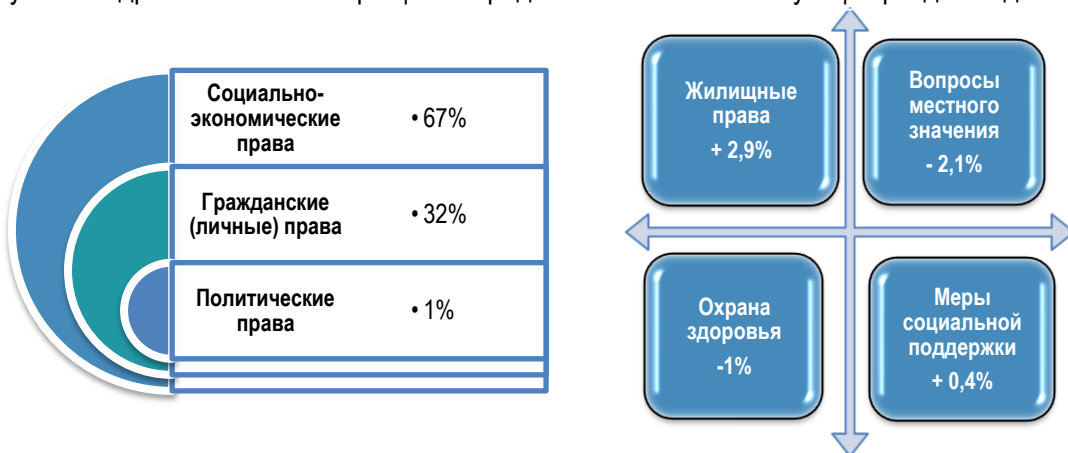 Социально-
экономические
права
• 67%
Гражданские
(личные) права
• 32%
Политические
права
• 1%
Жилищные
права
+ 2,9%
Вопросы
местного
значения
- 2,1%
Охрана
здоровья
-1%
Меры
социальной
поддержки
+ 0,4%